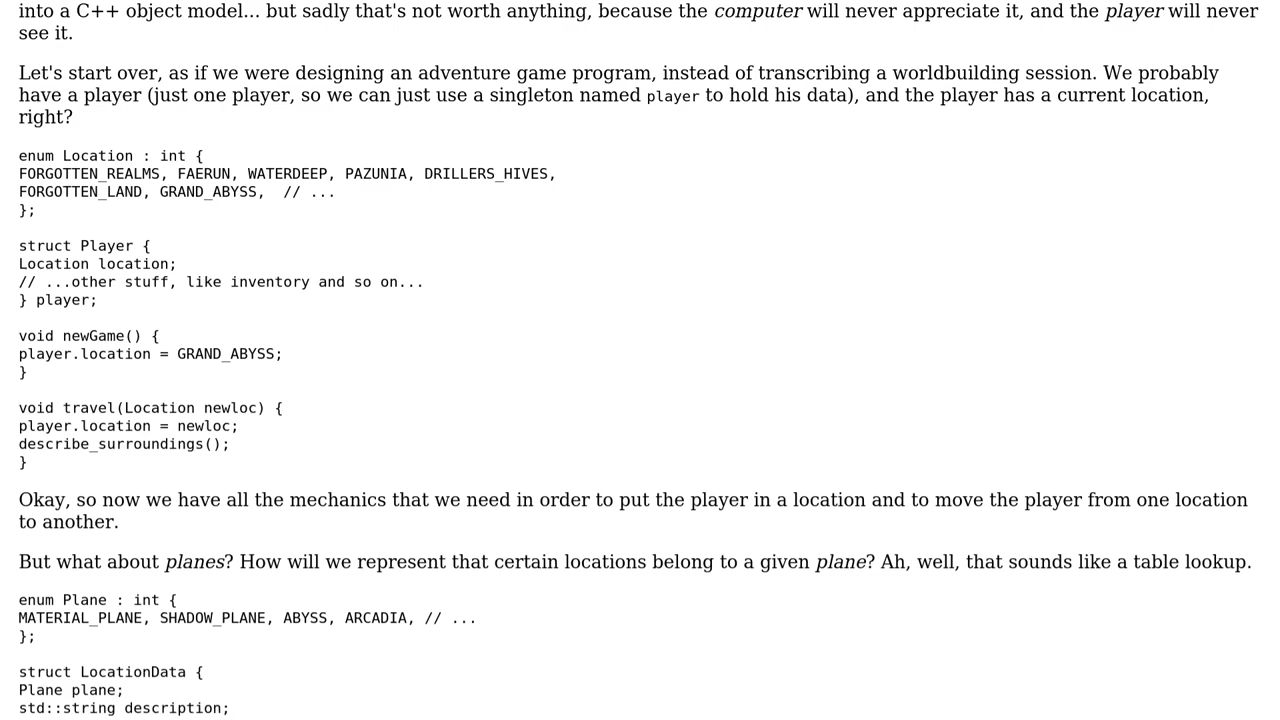 into a C++ object model... but sadly that's not worth anything, because the computer will never appreciate it, and the player will never
see it.
Let's start over, as if we were designing an adventure game program, instead of transcribing a worldbuilding session. We probably
have a player (just one player, so we can just use a singleton named player to hold his data), and the player has a current location,
right?
enum Location : int {
FORGOTTEN_REALMS, FAERUN, WATERDEEP, PAZUNIA, DRILLERS_HIVES,
FORGOTTEN_LAND, GRAND_ABYSS,  // ...
};
struct Player {
Location location;
// ...other stuff, like inventory and so on...
} player;
void newGame() {
player.location = GRAND_ABYSS;
}
void travel(Location newloc) {
player.location = newloc;
describe_surroundings();
}
Okay, so now we have all the mechanics that we need in order to put the player in a location and to move the player from one location
to another.
But what about planes? How will we represent that certain locations belong to a given plane? Ah, well, that sounds like a table lookup.
enum Plane : int {
MATERIAL_PLANE, SHADOW_PLANE, ABYSS, ARCADIA, // ...
};
struct LocationData {
Plane plane;
std::string description;